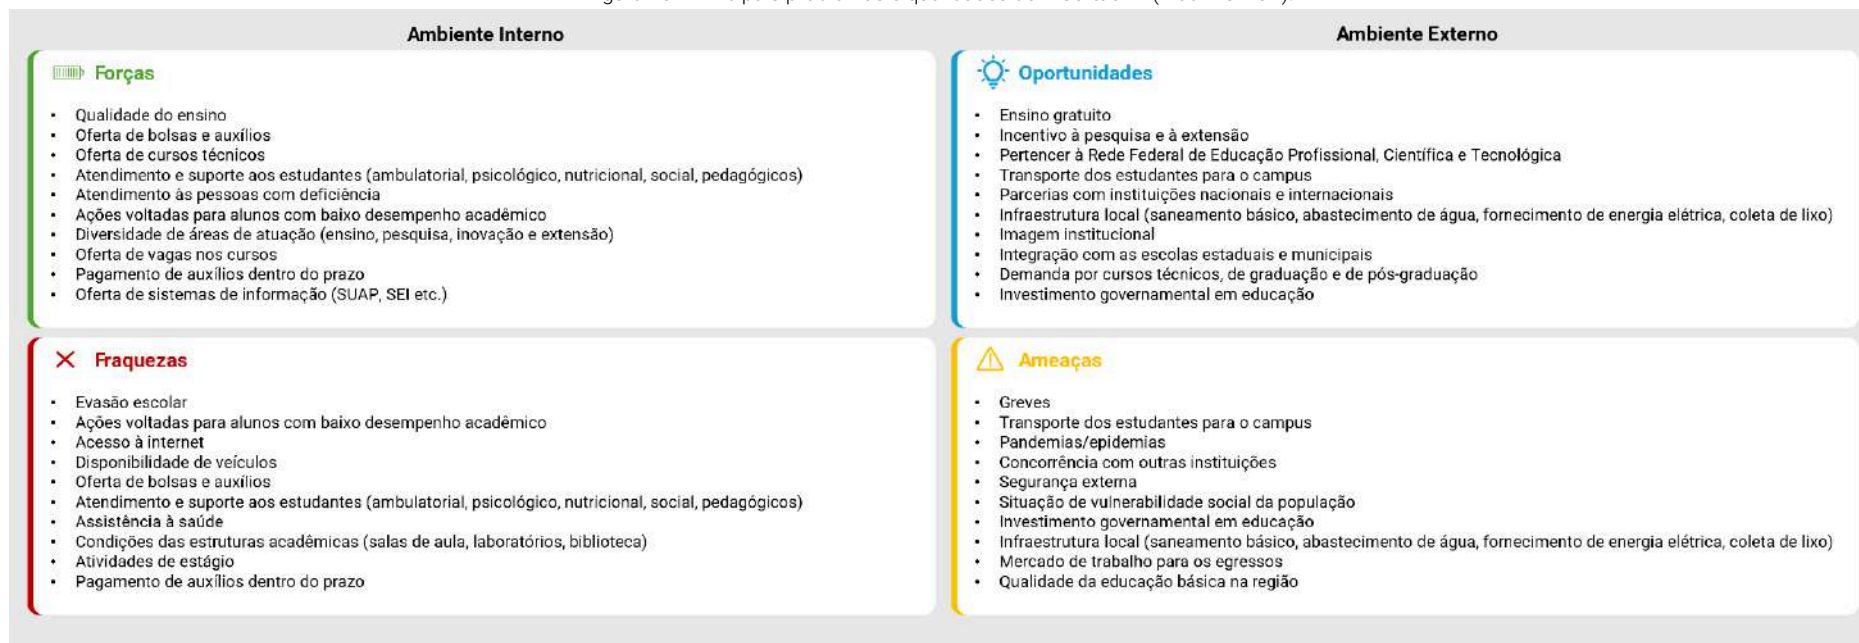 Ambiente Interno
Forças
• Qualidade do ensino
• Oferta de bolsas e auxílios
• Oferta de cursos técnicos
• Atendimento e suporte aos estudantes (ambulatorial, psicológico, nutricional, social, pedagógicos)
• Atendimento às pessoas com deficiência
• Ações voltadas para alunos com baixo desempenho acadêmico
• Diversidade de áreas de atuação (ensino, pesquisa, inovação e extensão)
• Oferta de vagas nos cursos
• Pagamento de auxílios dentro do prazo
• Oferta de sistemas de informação (SUAP, SEI etc.)
Fraquezas
• Evasão escolar
• Ações voltadas para alunos com baixo desempenho acadêmico
• Acesso à internet
• Disponibilidade de veículos
• Oferta de bolsas e auxílios
• Atendimento e suporte aos estudantes (ambulatorial, psicológico, nutricional, social, pedagógicos)
• Assistência à saúde
• Condições das estruturas acadêmicas (salas de aula, laboratórios, biblioteca)
• Atividades de estágio
• Pagamento de auxílios dentro do prazo
Ambiente Externo
Oportunidades
• Ensino gratuito
• Incentivo à pesquisa e à extensão
• Pertencer à Rede Federal de Educação Profissional, Científica e Tecnológica
• Transporte dos estudantes para o campus
• Parcerias com instituições nacionais e internacionais
• Infraestrutura local (saneamento básico, abastecimento de água, fornecimento de energia elétrica, coleta de lixo)
• Imagem institucional
• Integração com as escolas estaduais e municipais
• Demanda por cursos técnicos, de graduação e de pós-graduação
• Investimento governamental em educação
Ameaças
• Greves
• Transporte dos estudantes para o campus
• Pandemias/epidemias
• Concorrência com outras instituições
• Segurança externa
• Situação de vulnerabilidade social da população
• Investimento governamental em educação
• Infraestrutura local (saneamento básico, abastecimento de água, fornecimento de energia elétrica, coleta de lixo)
• Mercado de trabalho para os egressos
• Qualidade da educação básica na região